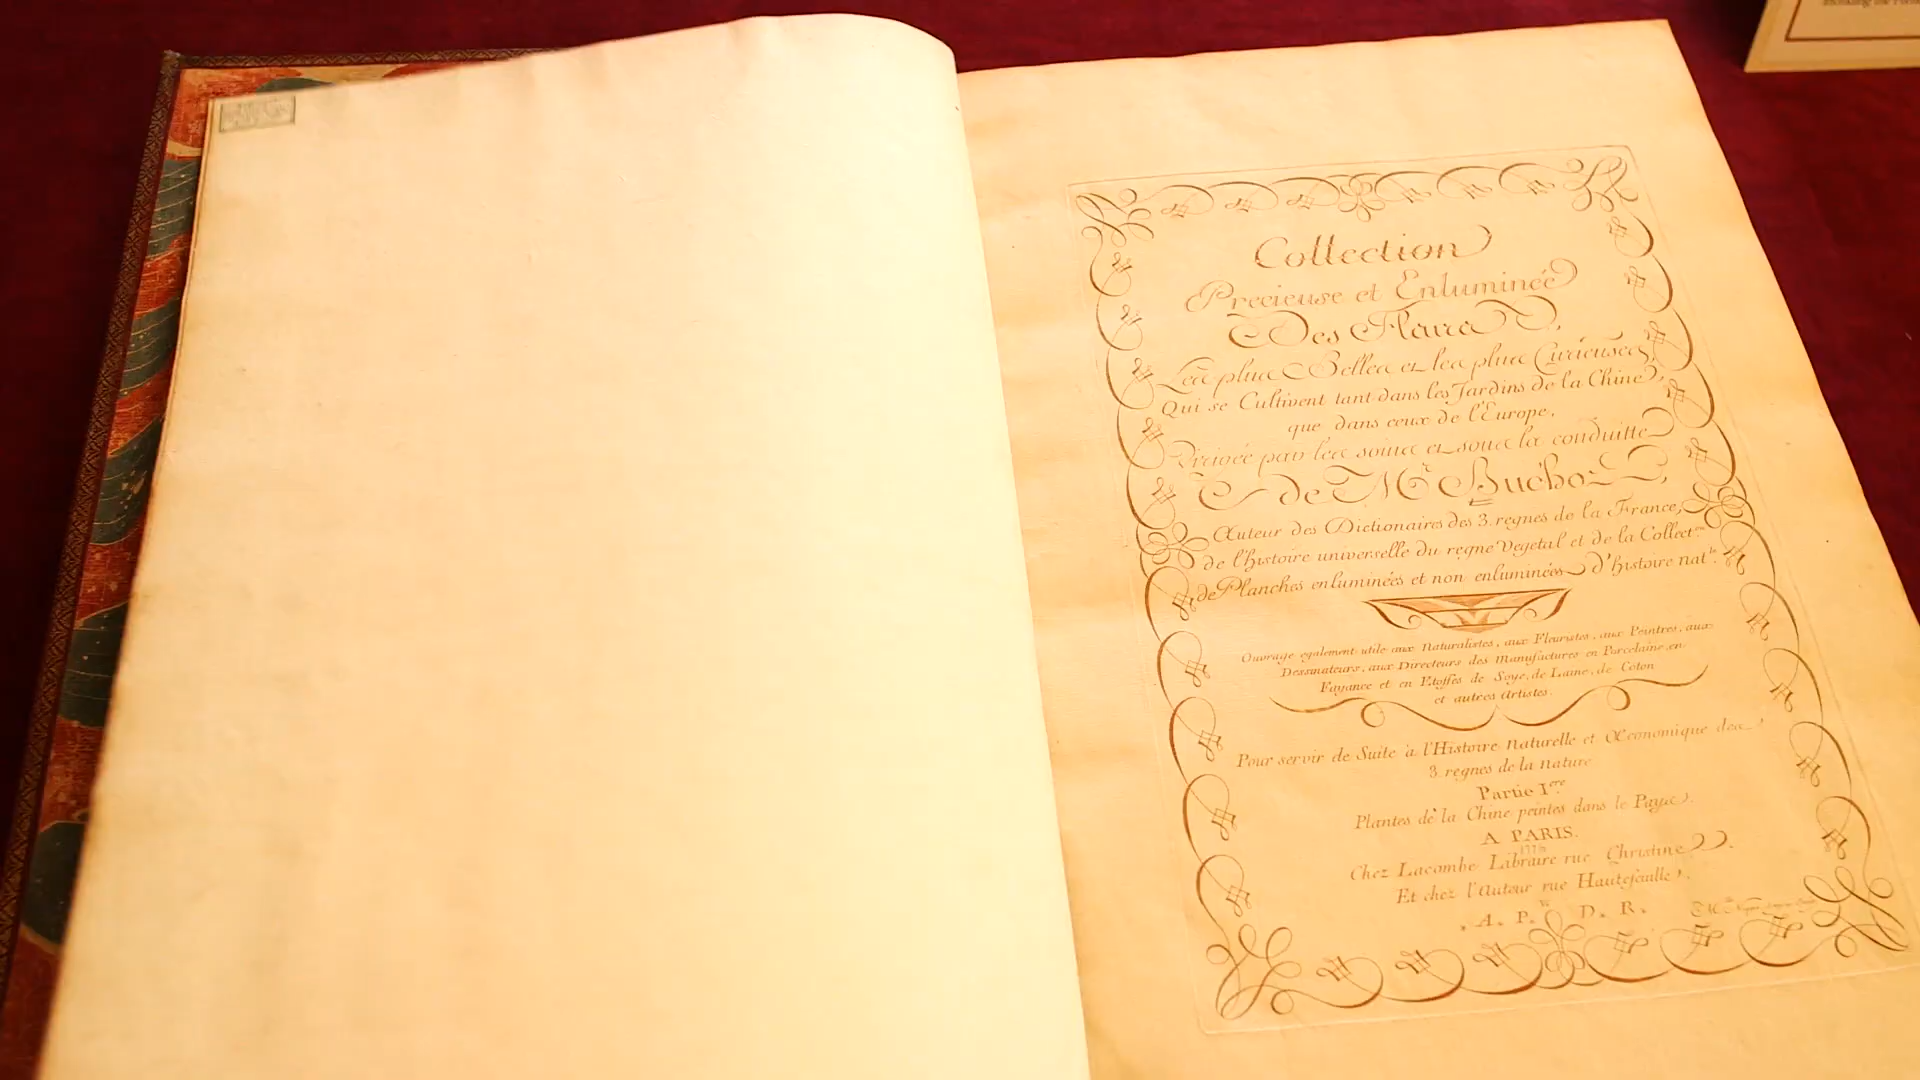 Collection
Precieuse et Enluminée
Des Fleurs,
Les plus Belles et les plus Curieuses,
Qui se Cultivent tant dans les Jardins de la Chine,
que dans ceux de l'Europe,
Dirigée par les soins et sous la conduitte
de Mr. Buchoz,
Auteur des Dictionaires des 3. regnes de la France,
de l'histoire universelle du regne Vegetal et de la Collecton
de Planches enluminées et non enluminées d'histoire natlle.
Ouvrage egalement utile aux Naturalistes, aux Fleuristes, aux Peintres, aux
Dessinateurs, aux Directeurs des Manufactures en Porcelaine, en
Fayance et en Etoffes de Soye, de Laine, de Coton
et autres Artistes.
Pour servir de Suite à l'Histoire Naturelle et Œconomique des
3. regnes de la Nature
Partie Iere
Plantes de la Chine peintes dans le Pays.
A PARIS.
Chez Lacombe Libraire rue Christine.
Et chez l'Auteur rue Hautefeuille.
A. P. D. R.